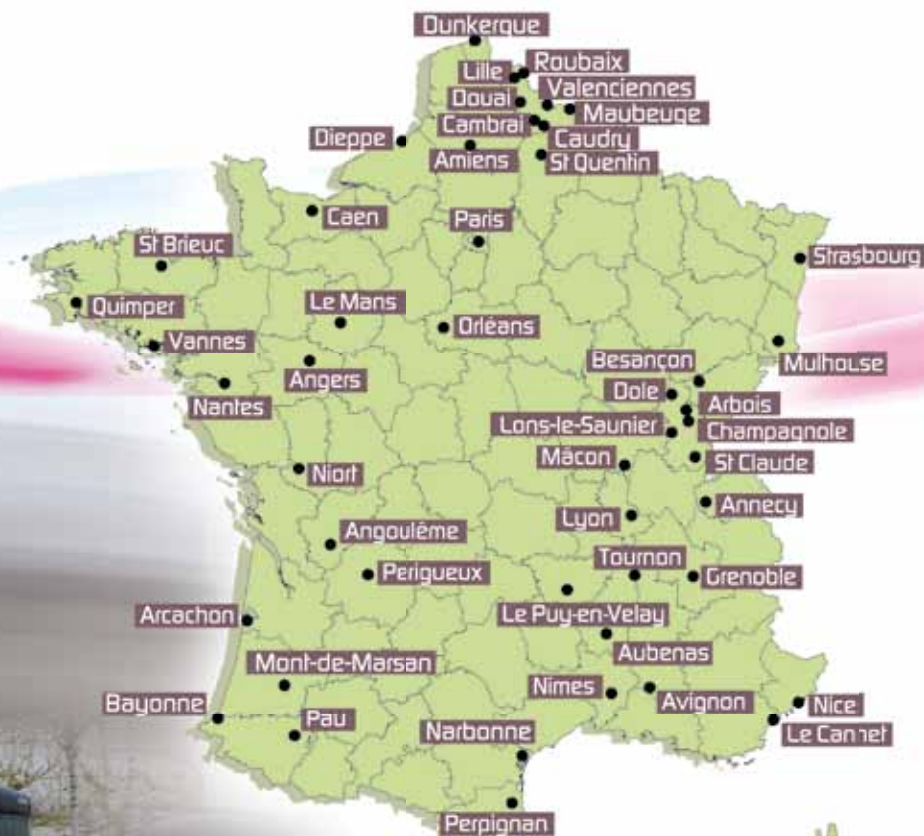 Dunkerque
Roubaix
Lille
Valenciennes
Douai
Maubeuge
Cambrai
Caudry
Dieppe
Amiens
St Quentin
Caen
Paris
St Brieuc
Strasbourg
Quimper
Le Mans
Orléans
Vannes
Mulhouse
Angers
Besançon
Nantes
Dole
Arbois
Lons-le-Saunier
Champagnole
Mâcon
St Claude
Niort
Annecy
Lyon
Angoulême
Tournon
Perigueux
Grenoble
Arcachon
Le Puy-en-Velay
Aubenas
Mont-de-Marsan
Nimes
Avignon
Bayonne
Nice
Pau
Narbonne
Le Cannet
Perpignan